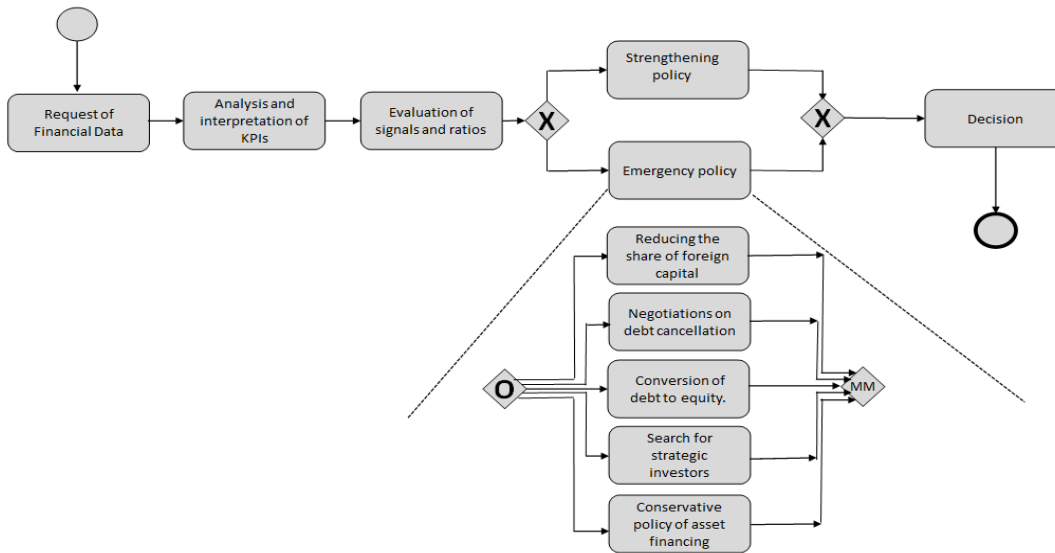 Request of
Financial Data
Analysis and
interpretation of
KPIs
Evaluation of
signals and ratios
X
Strengthening
policy
Emergency policy
X
Decision
Reducing the
share of foreign
capital
Negotiations on
debt cancellation
O
Conversion of
debt to equity.
MM
Search for
strategic
investors
Conservative
policy of asset
financing